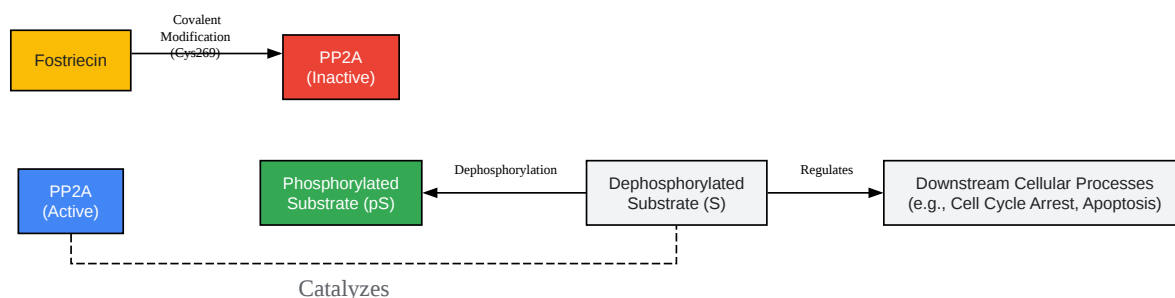 Fostriecin
Covalent
Modification
(Cys269)
PP2A
(Inactive)
PP2A
(Active)
Phosphorylated
Substrate (pS)
Dephosphorylation
Dephosphorylated
Substrate (S)
Regulates
Downstream Cellular Processes
(e.g., Cell Cycle Arrest, Apoptosis)
Catalyzes